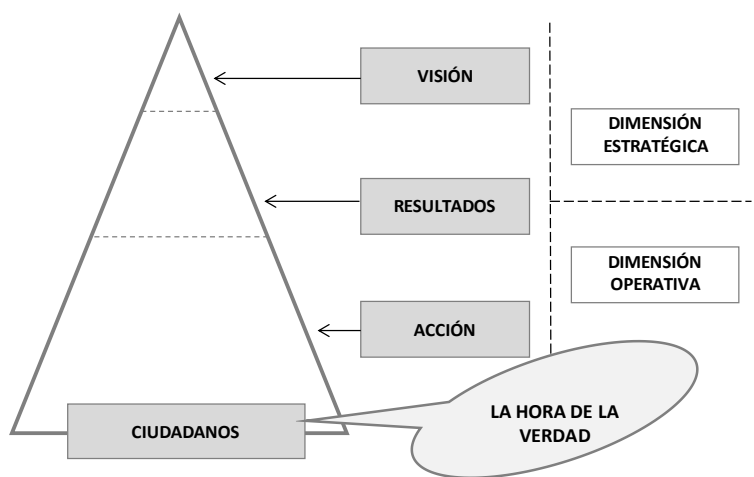 VISIÓN
DIMENSIÓN
ESTRATÉGICA
RESULTADOS
DIMENSIÓN
OPERATIVA
ACCIÓN
CIUDADANOS
LA HORA DE LA
VERDAD